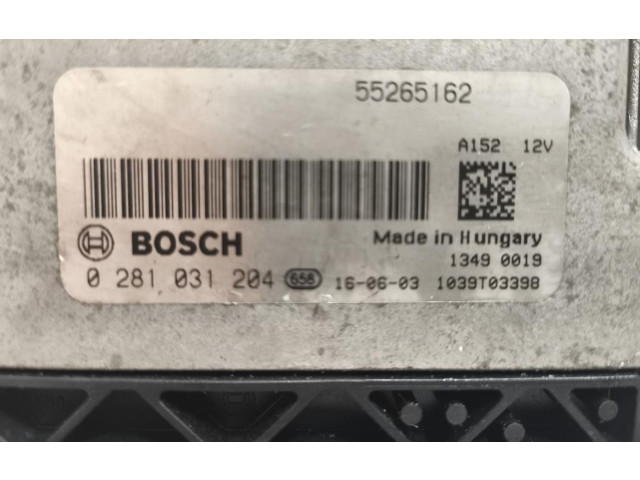 55265162
A152 12V
BOSCH
Made in Hungary
1349 0019
0 281 031 204 658 16-06-03 1039T03398